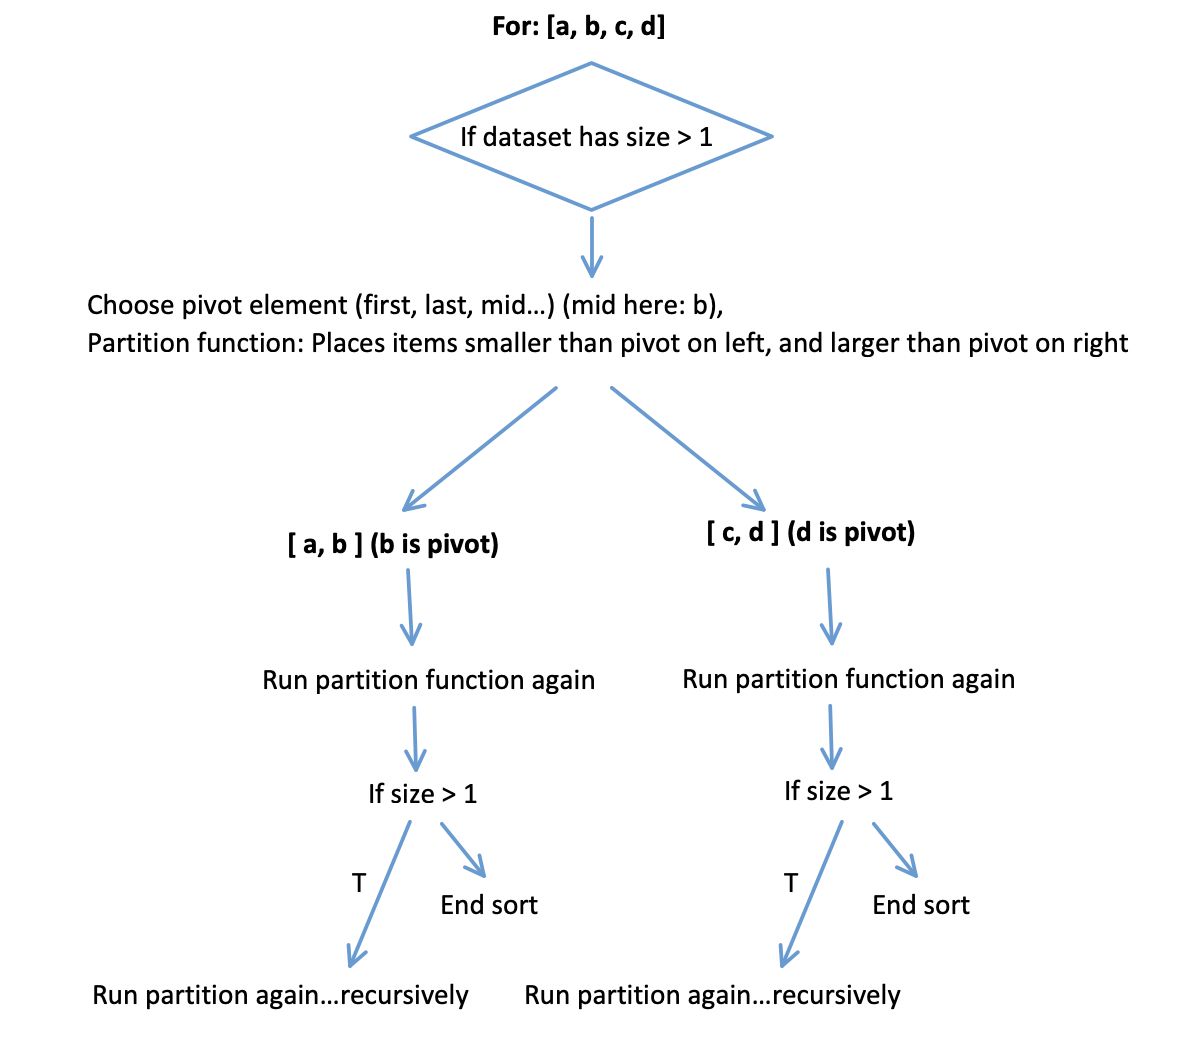 For: [a, b, c, d]
If dataset has size > 1
Choose pivot element (first, last, mid...) (mid here: b),
Partition function: Places items smaller than pivot on left, and larger than pivot on right
[ a, b ] (b is pivot)
[ c, d ] (d is pivot)
Run partition function again
Run partition function again
If size > 1
If size > 1
T
T
End sort
End sort
Run partition again...recursively
Run partition again...recursively